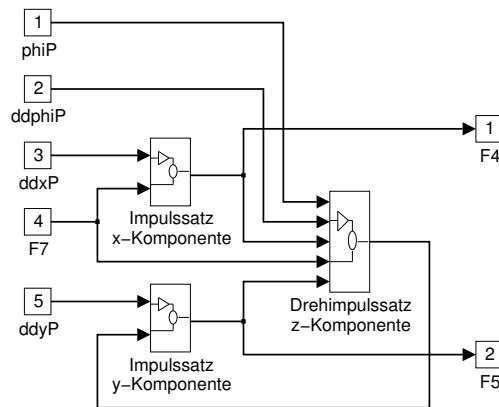 1
phiP
2
ddphiP
3
ddxP
4
F7
5
ddyP
Impulssatz
x-Komponente
Impulssatz
y-Komponente
Drehimpulssatz
z-Komponente
1
F4
2
F5